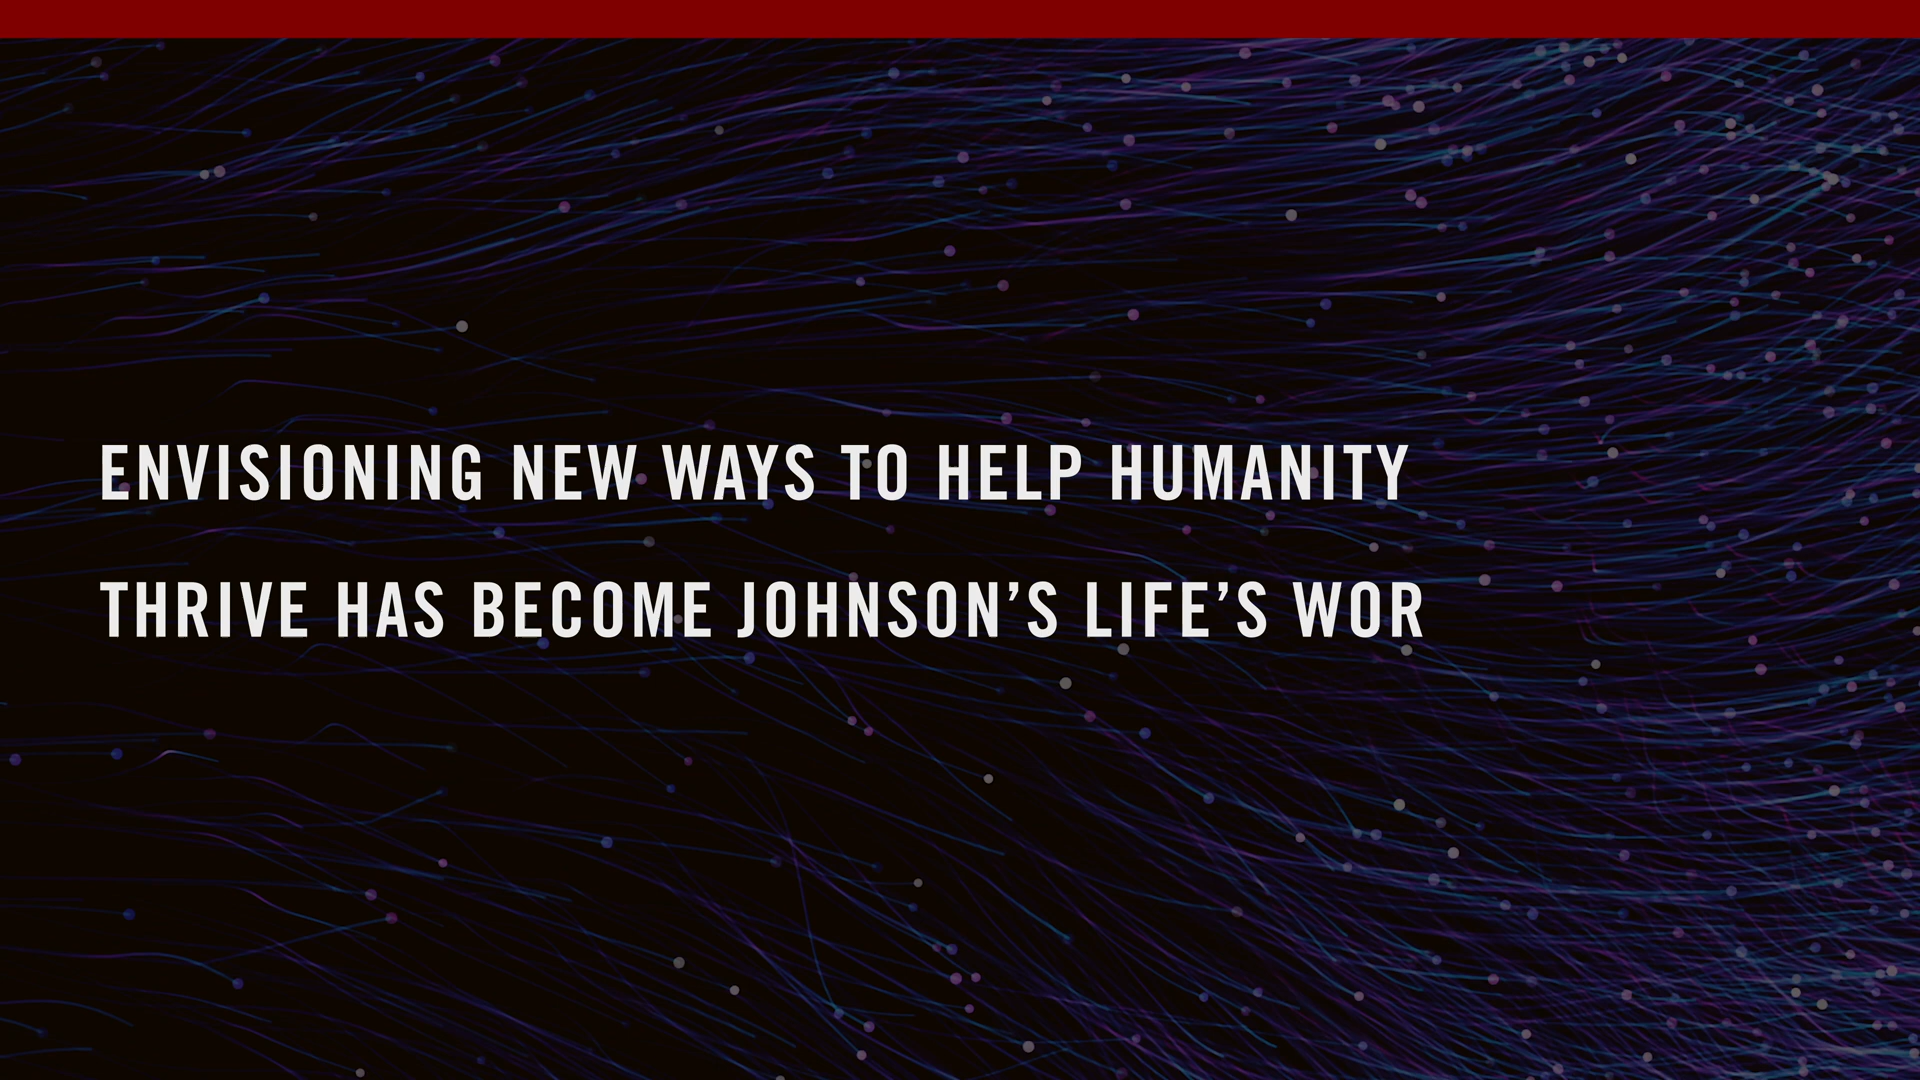 ENVISIONING NEW WAYS TO HELP HUMANITY
THRIVE HAS BECOME JOHNSON’S LIFE’S WOR